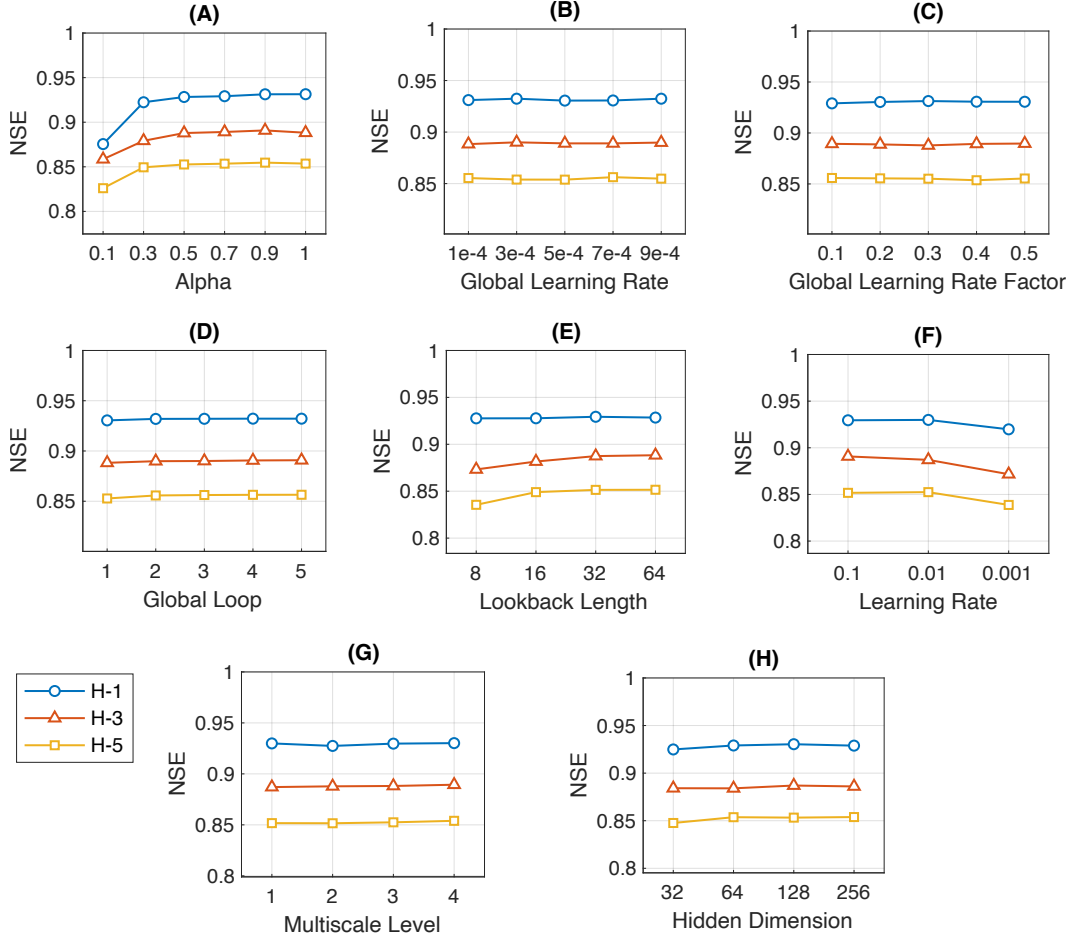 (A)
1
0.95
0.9
0.85
0.8
NSE
0.1 0.3 0.5 0.7 0.9 1
Alpha
(B)
1
0.95
0.9
0.85
NSE
1e-4 3e-4 5e-4 7e-4 9e-4
Global Learning Rate
(C)
1
0.95
0.9
0.85
NSE
0.1 0.2 0.3 0.4 0.5
Global Learning Rate Factor
(D)
1
0.95
0.9
0.85
NSE
1 2 3 4 5
Global Loop
(E)
1
0.95
0.9
0.85
0.8
NSE
8 16 32 64
Lookback Length
(F)
1
0.95
0.9
0.85
0.8
NSE
0.1 0.01 0.001
Learning Rate
H-1
H-3
H-5
(G)
1
0.95
0.9
0.85
0.8
NSE
1 2 3 4
Multiscale Level
(H)
1
0.95
0.9
0.85
0.8
NSE
32 64 128 256
Hidden Dimension